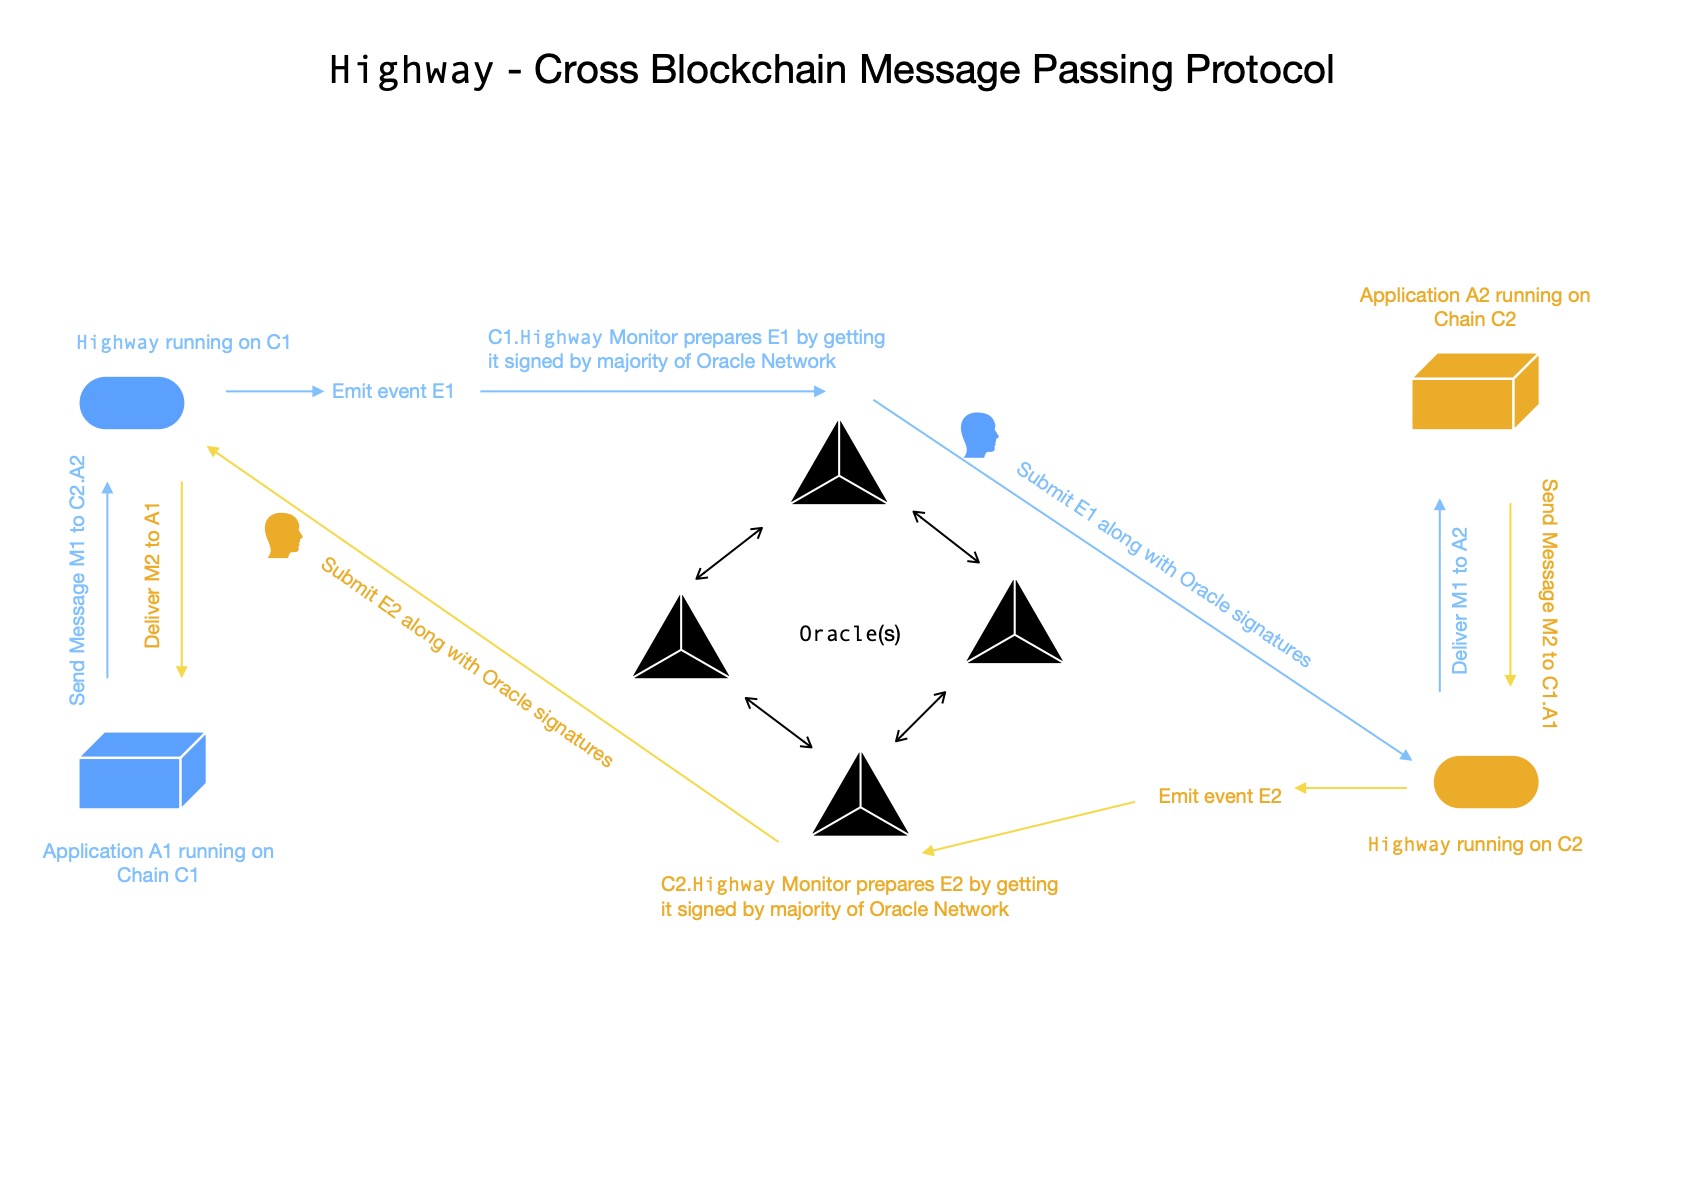 Highway - Cross Blockchain Message Passing Protocol
Application A2 running on
Chain C2
Highway running on C1
C1.Highway Monitor prepares E1 by getting
it signed by majority of Oracle Network
Emit event E1
Send Message M1 to C2.A2
Deliver M2 to A1
Submit E2 along with Oracle signatures
Oracle(s)
Submit E1 along with Oracle signatures
Deliver M1 to A2
Send Message M2 to C1.A1
Emit event E2
Highway running on C2
Application A1 running on
Chain C1
C2.Highway Monitor prepares E2 by getting
it signed by majority of Oracle Network